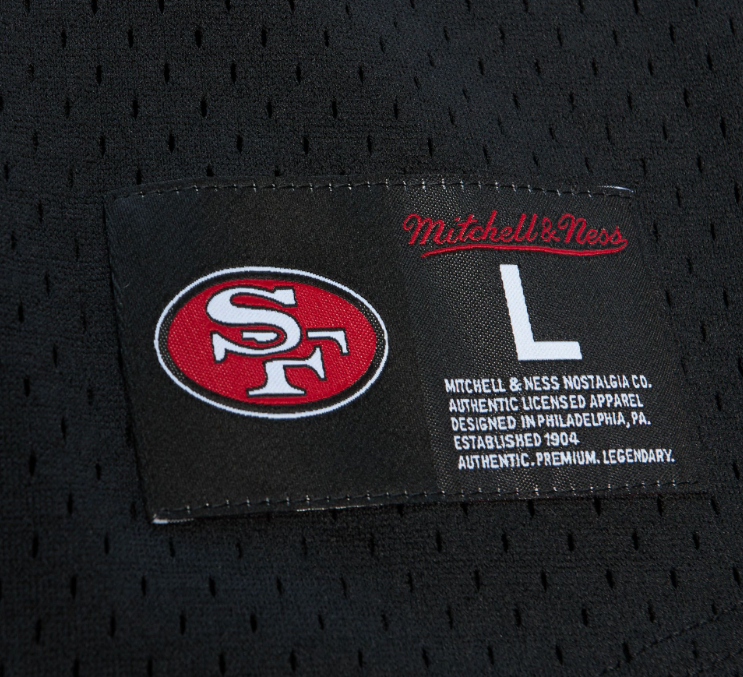 Mitchell & Ness
SF
L
MITCHELL & NESS NOSTALGIA CO.
AUTHENTIC LICENSED APPAREL
DESIGNED IN PHILADELPHIA, PA.
ESTABLISHED 1904
AUTHENTIC. PREMIUM. LEGENDARY.